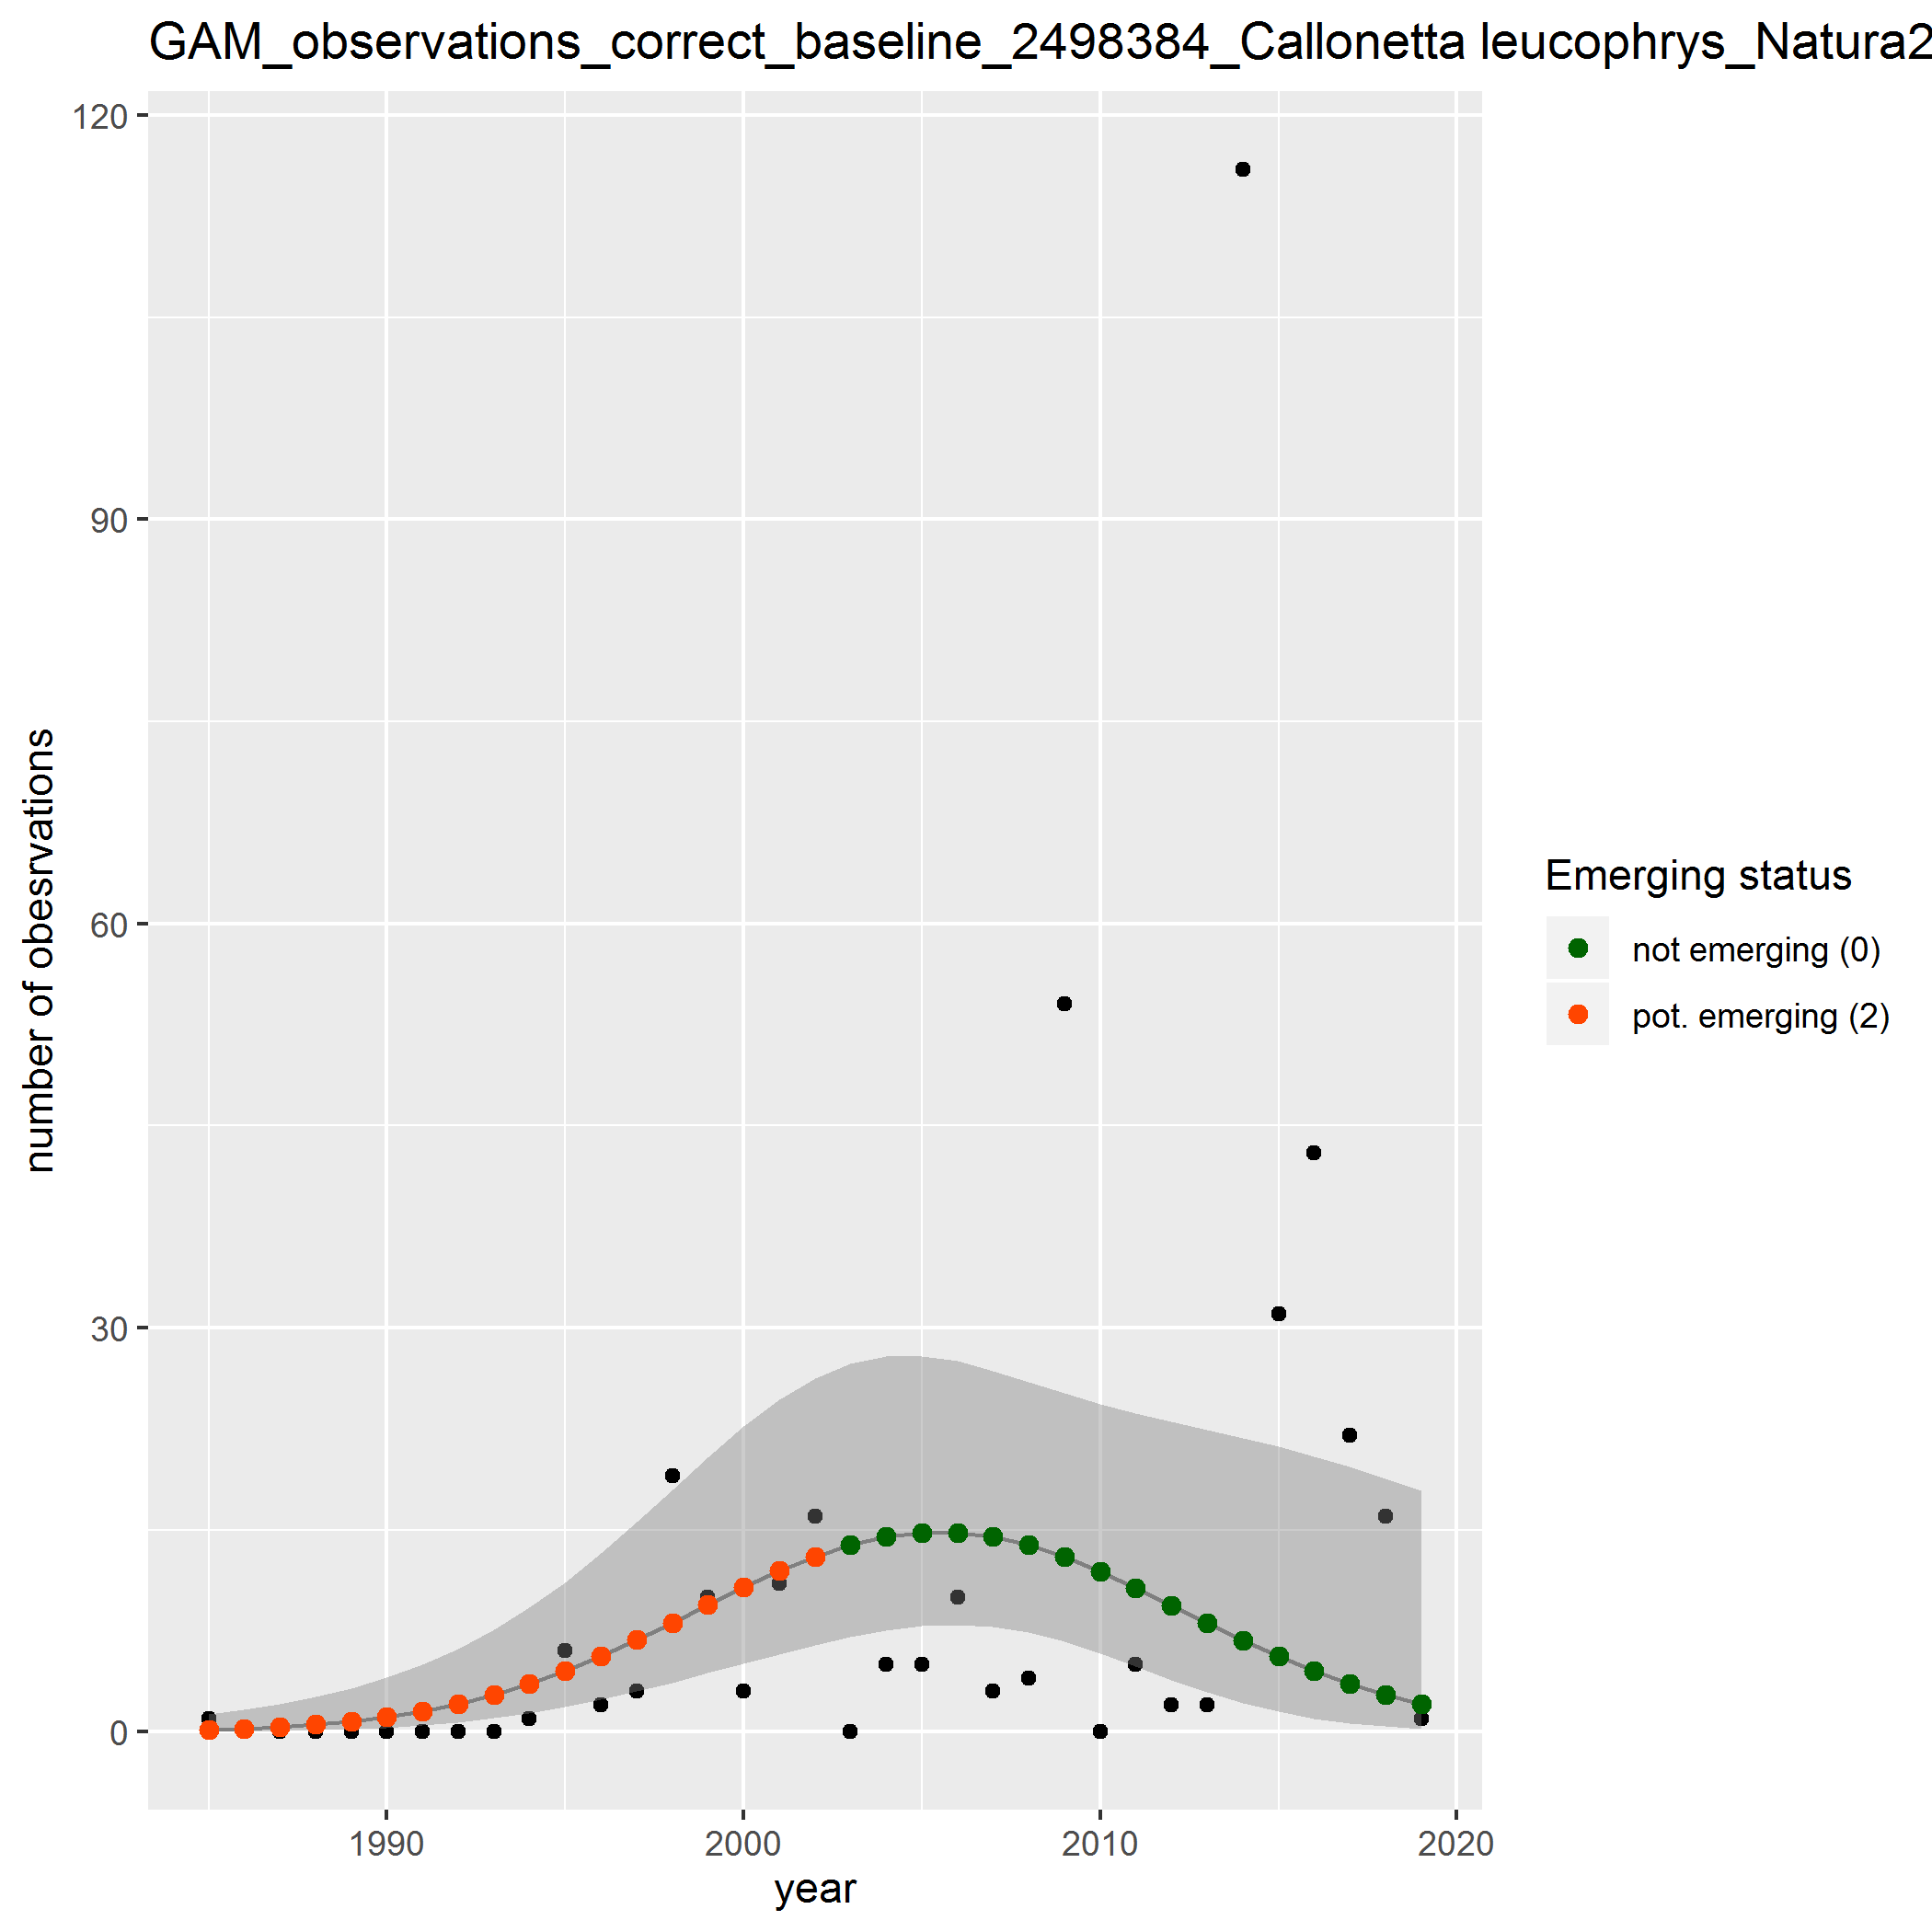 GAM_observations_correct_baseline_2498384_Callonetta leucophrys_Natura2
120
90
60
30
0
number of obesrvations
1990
2000
2010
2020
year
Emerging status
not emerging (0)
pot. emerging (2)